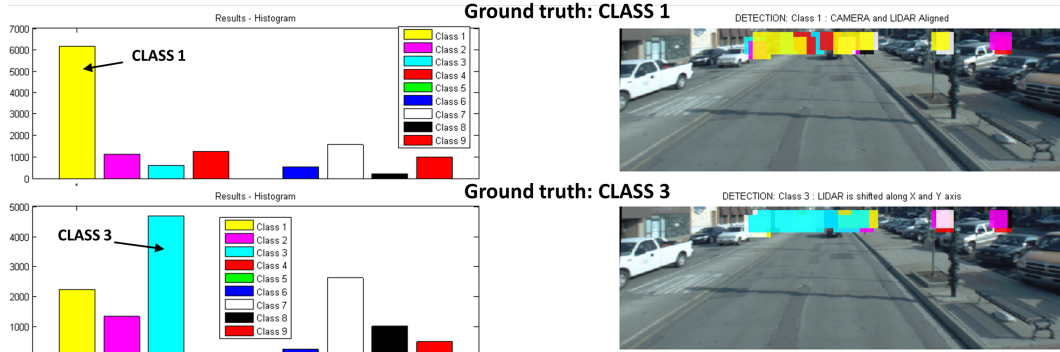 Ground truth: CLASS 1
Results - Histogram
7000
6000
5000
4000
3000
2000
1000
0
CLASS 1
Class 1
Class 2
Class 3
Class 4
Class 5
Class 6
Class 7
Class 8
Class 9
DETECTION: Class 1 : CAMERA and LIDAR Aligned
Ground truth: CLASS 3
Results - Histogram
5000
4000
3000
2000
1000
CLASS 3
Class 1
Class 2
Class 3
Class 4
Class 5
Class 6
Class 7
Class 8
Class 9
DETECTION: Class 3 : LIDAR is shifted along X and Y axis